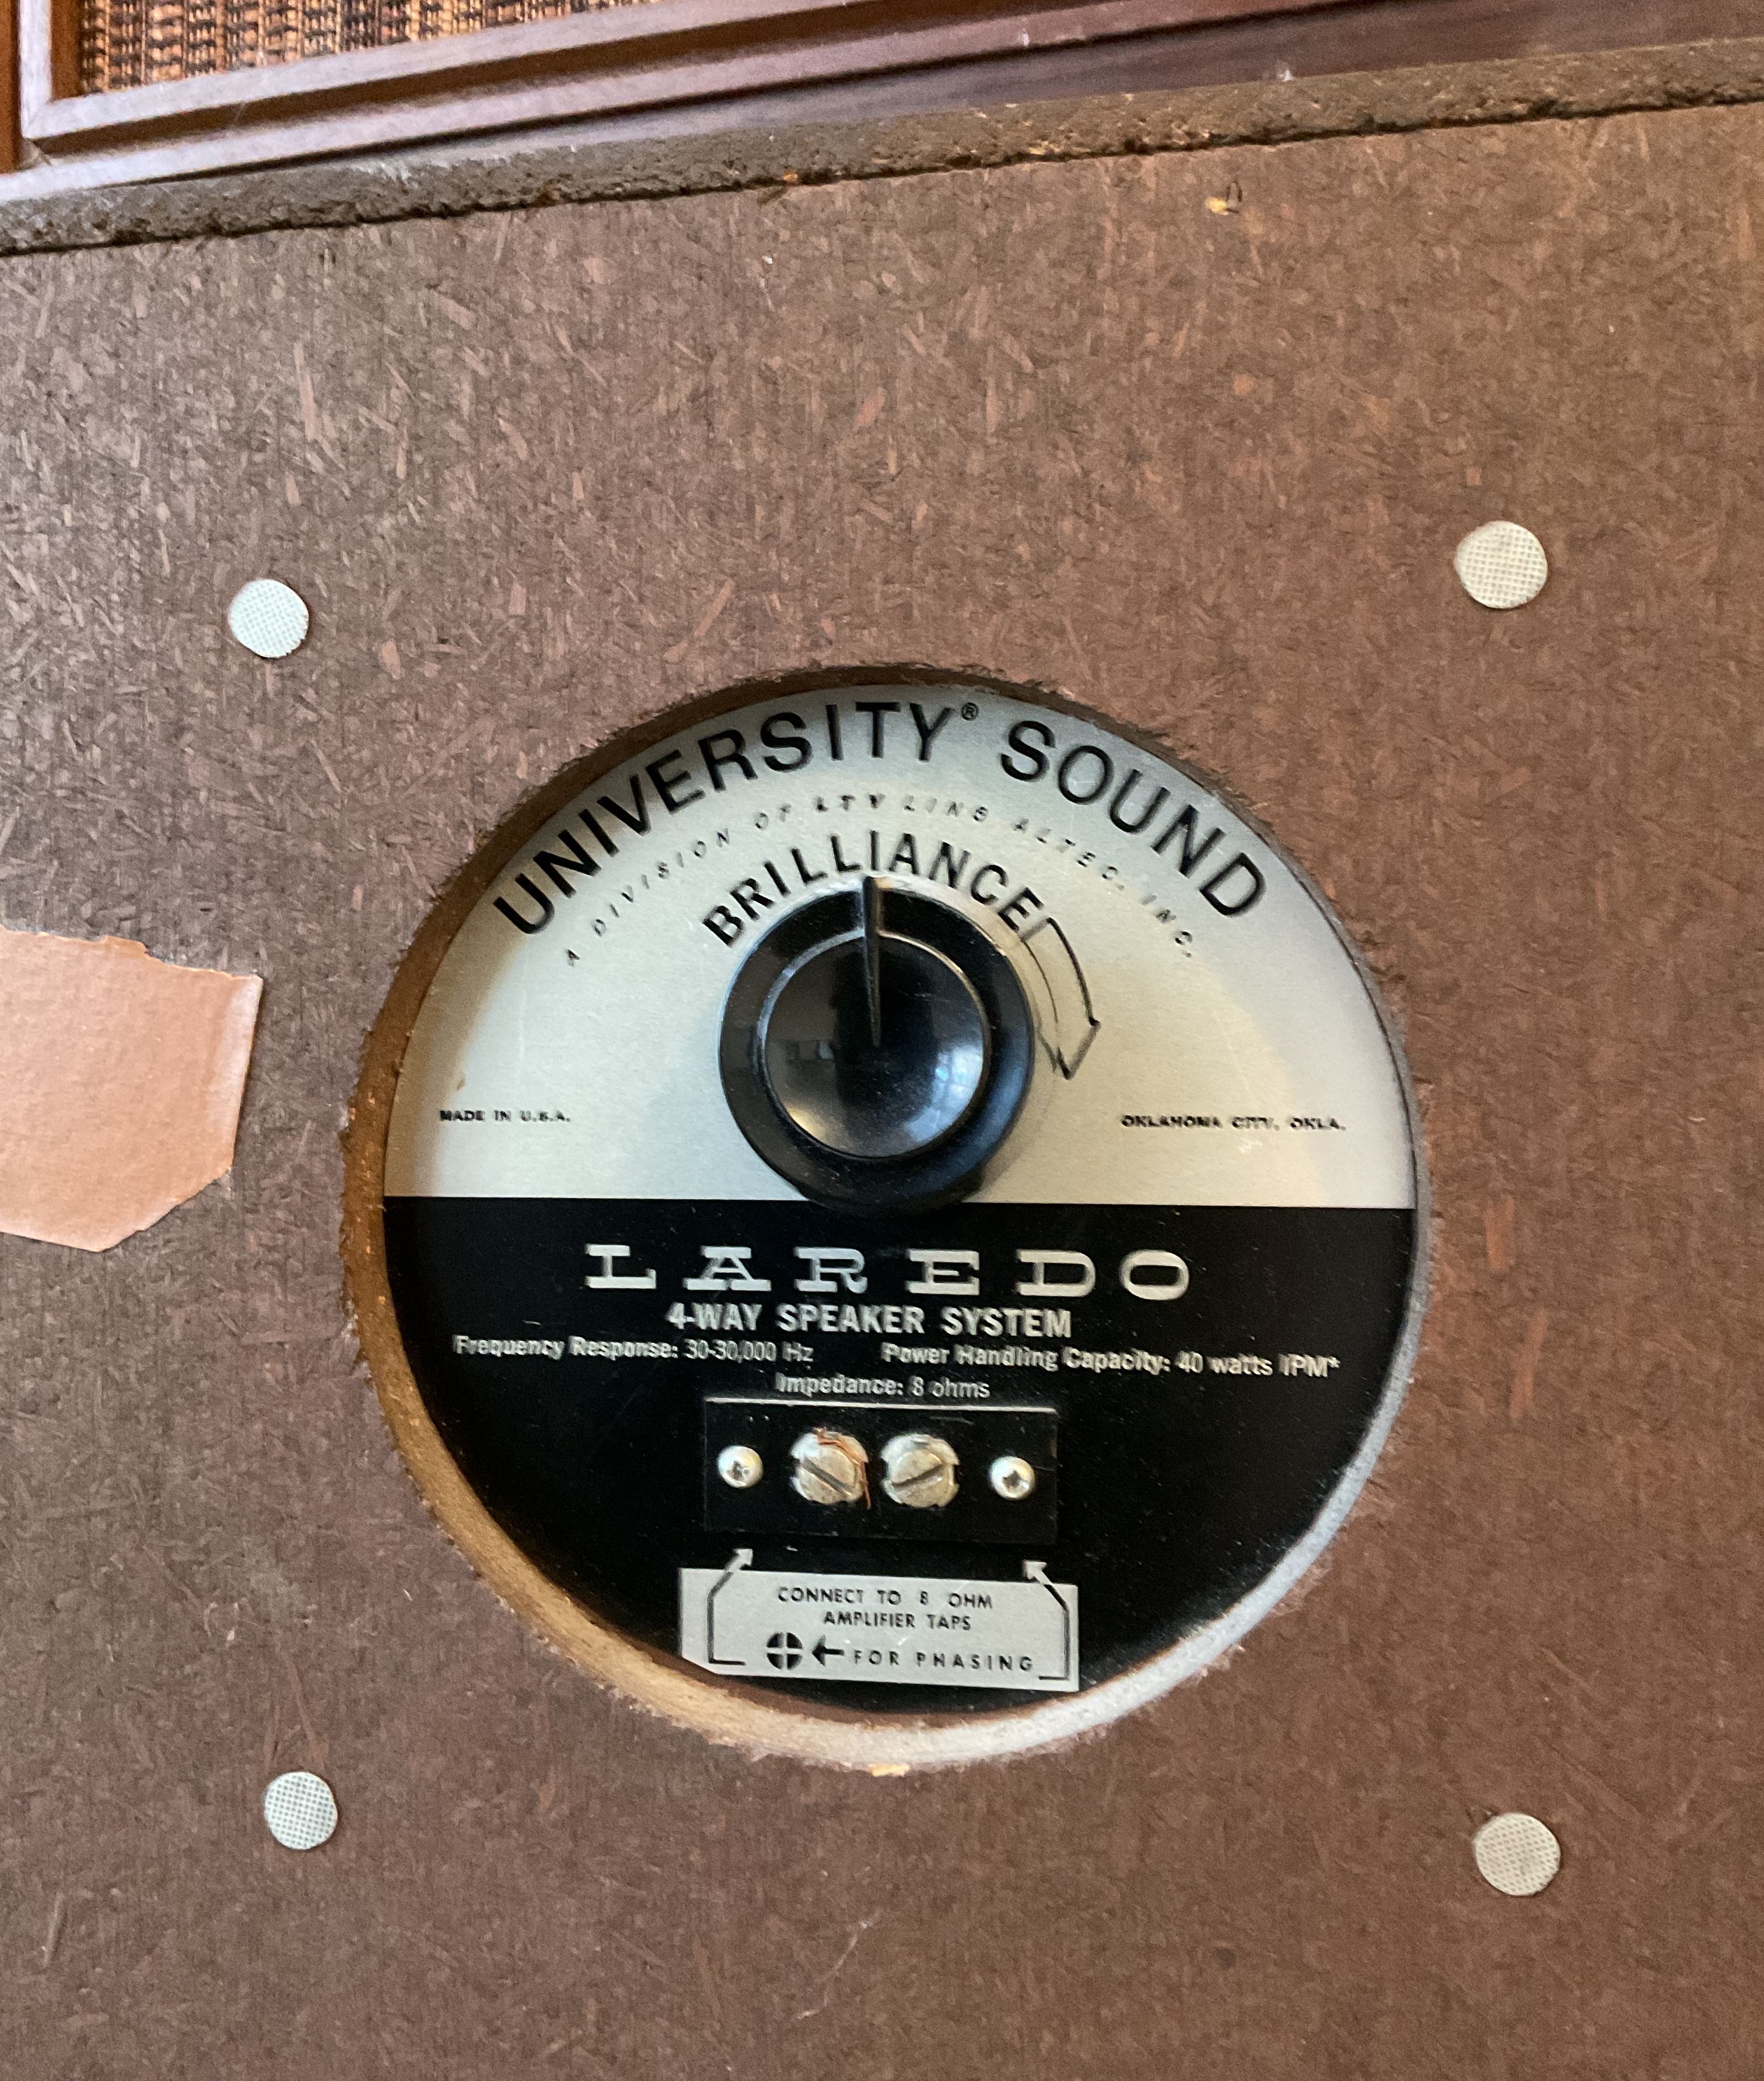 UNIVERSITY® SOUND
A DIVISION OF LTV LING ALTEC, INC.
BRILLIANCE
MADE IN U.S.A.
OKLAHOMA CITY, OKLA.
LAREDO
4-WAY SPEAKER SYSTEM
Frequency Response: 30-30,000 Hz Power Handling Capacity: 40 watts IPM*
Impedance: 8 ohms
CONNECT TO 8 OHM
AMPLIFIER TAPS
FOR PHASING